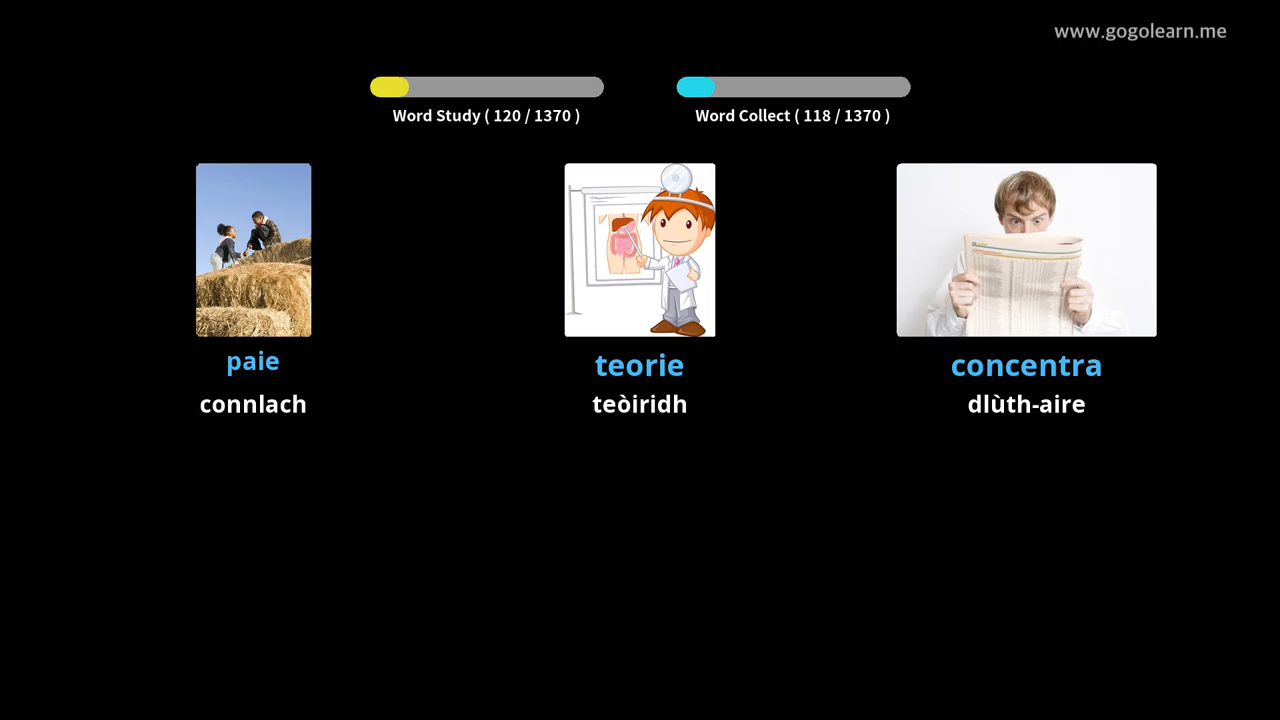 www.gogolearn.me
Word Study ( 120 / 1370 )
Word Collect ( 118 / 1370 )
paie
connlach
teorie
teòiridh
concentra
dlùth-aire